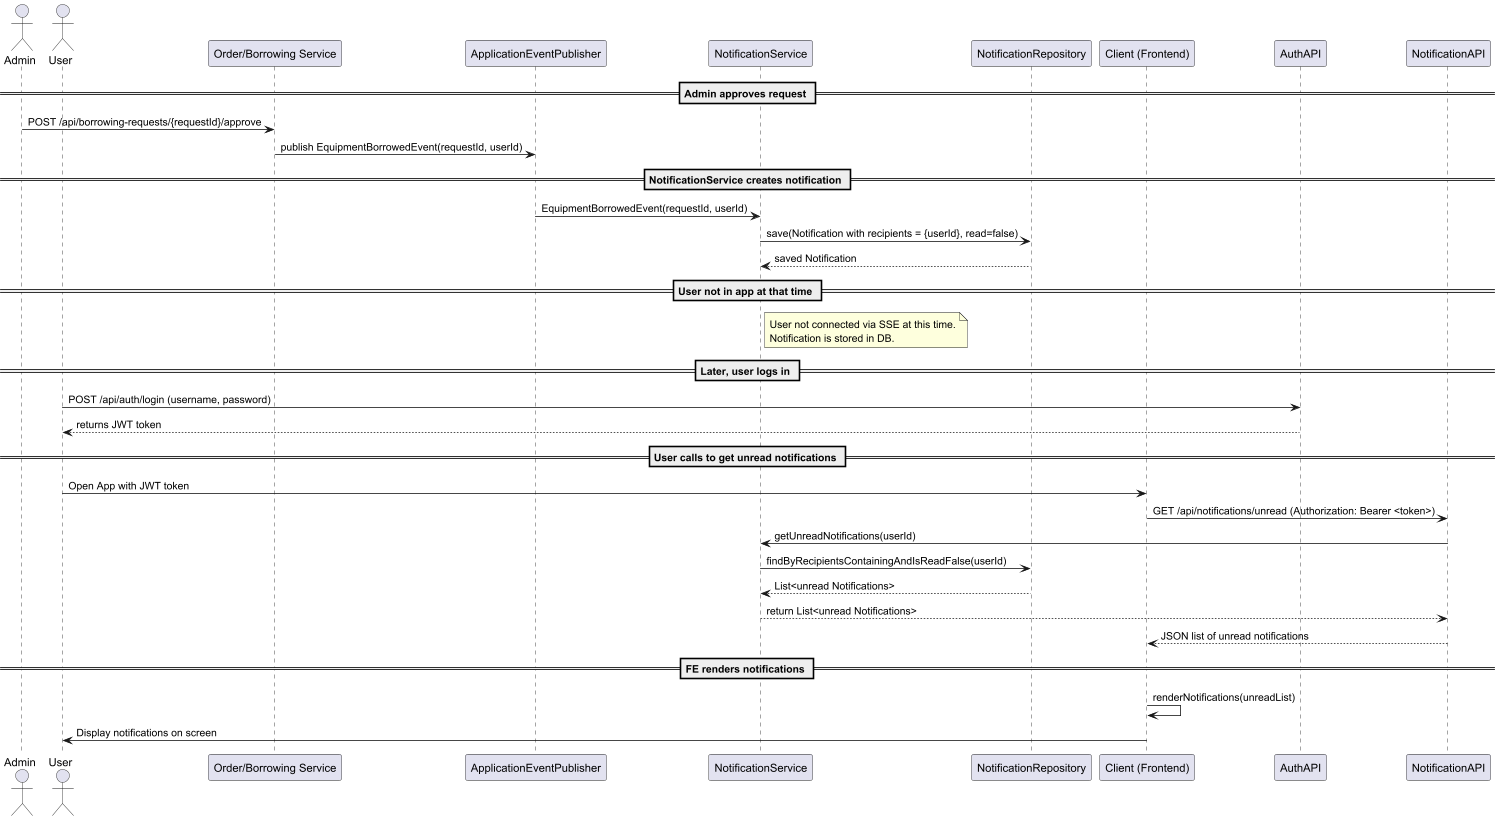 Admin
User
Order/Borrowing Service
ApplicationEventPublisher
NotificationService
NotificationRepository
Client (Frontend)
AuthAPI
NotificationAPI
Admin approves request
POST /api/borrowing-requests/{requestId}/approve
publish EquipmentBorrowedEvent(requestId, userId)
NotificationService creates notification
EquipmentBorrowedEvent(requestId, userId)
save(Notification with recipients = {userId}, read=false)
saved Notification
User not in app at that time
User not connected via SSE at this time.
Notification is stored in DB.
Later, user logs in
POST /api/auth/login (username, password)
returns JWT token
User calls to get unread notifications
Open App with JWT token
GET /api/notifications/unread (Authorization: Bearer <token>)
getUnreadNotifications(userId)
findByRecipientsContainingAndIsReadFalse(userId)
List<unread Notifications>
return List<unread Notifications>
JSON list of unread notifications
FE renders notifications
renderNotifications(unreadList)
Display notifications on screen
Admin
User
Order/Borrowing Service
ApplicationEventPublisher
NotificationService
NotificationRepository
Client (Frontend)
AuthAPI
NotificationAPI